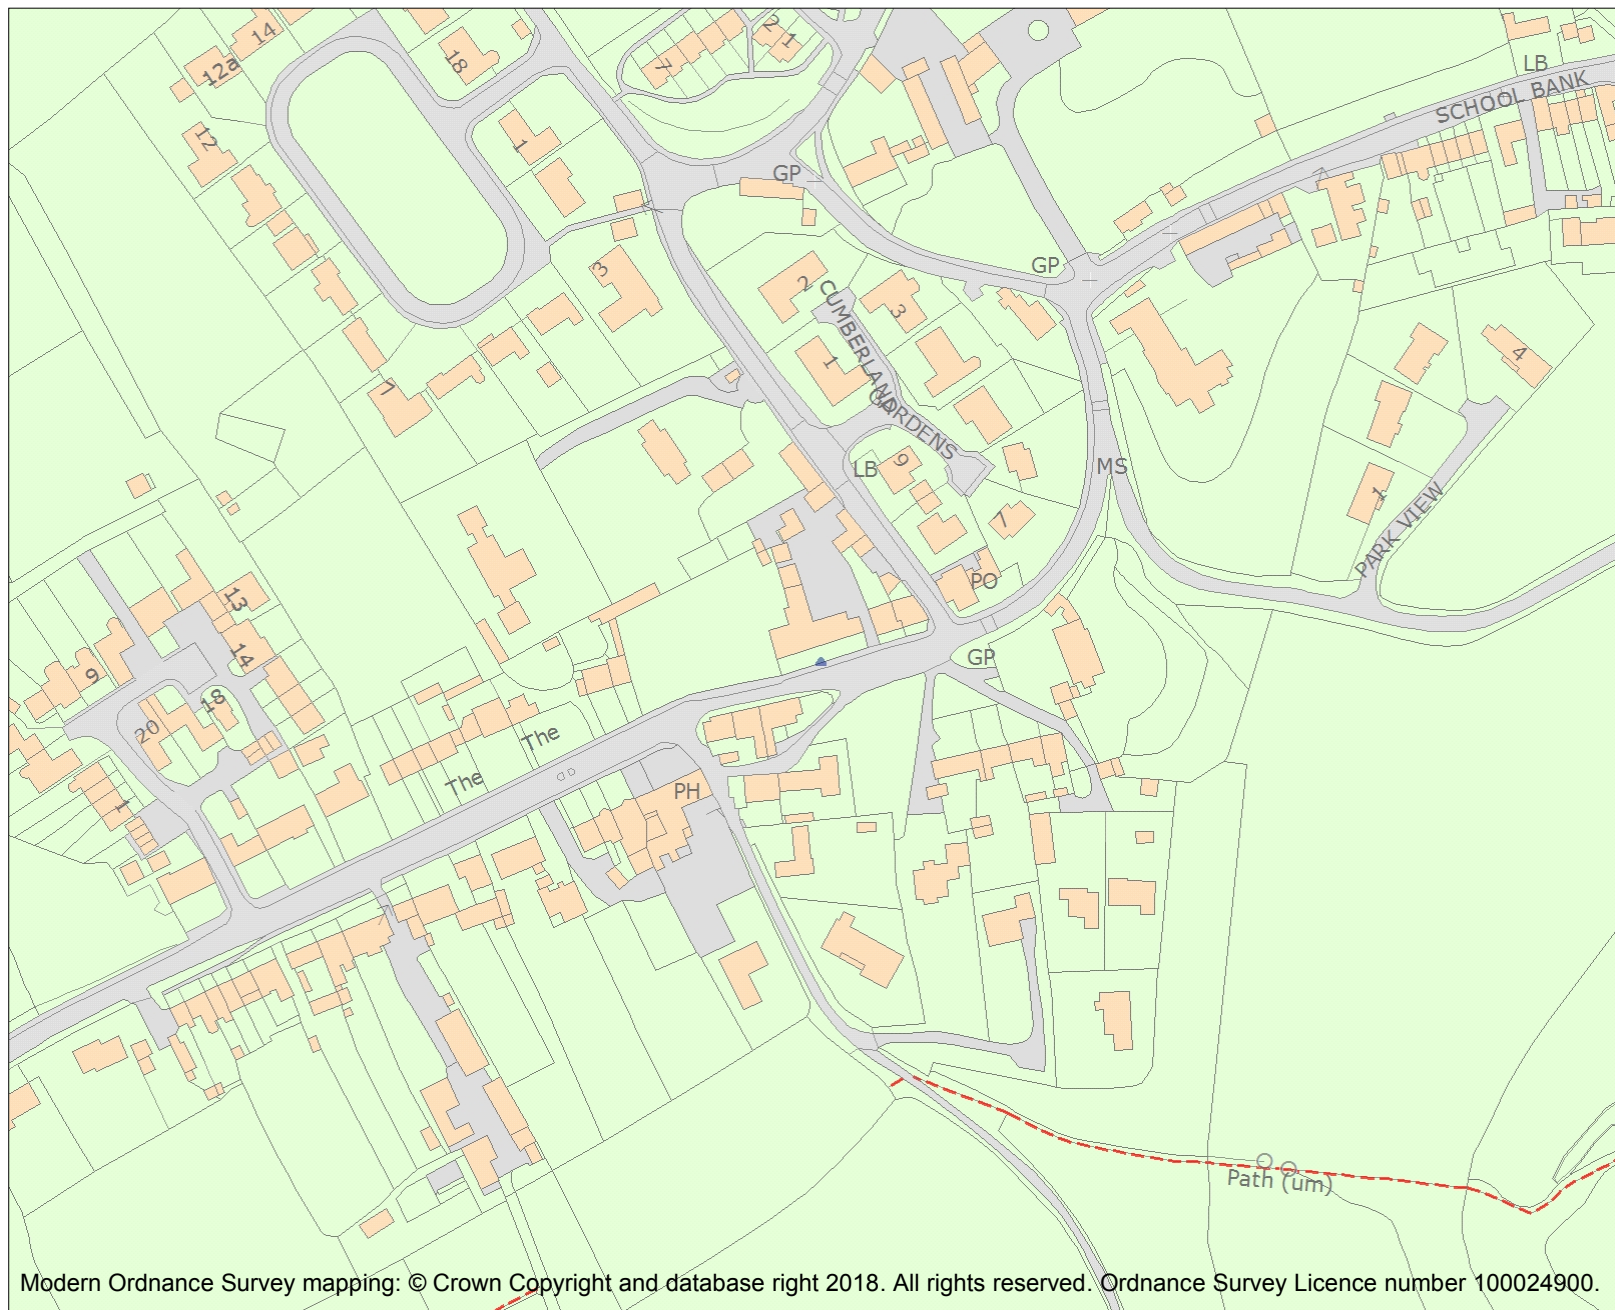 14
12a
18
7
2
1
LB
SCHOOL BANK
12
1
GP
3
2
GP
CUMBERLAND
GARDENS
3
1
4
7
LB
9
MS
7
1
PARK VIEW
PO
13
14
GP
9
18
20
The
The
PH
1
Path (um)
Modern Ordnance Survey mapping: © Crown Copyright and database right 2018. All rights reserved. Ordnance Survey Licence number 100024900.